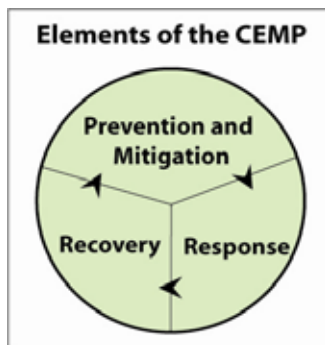 Elements of the CEMP
Prevention and
Mitigation
Recovery
Response